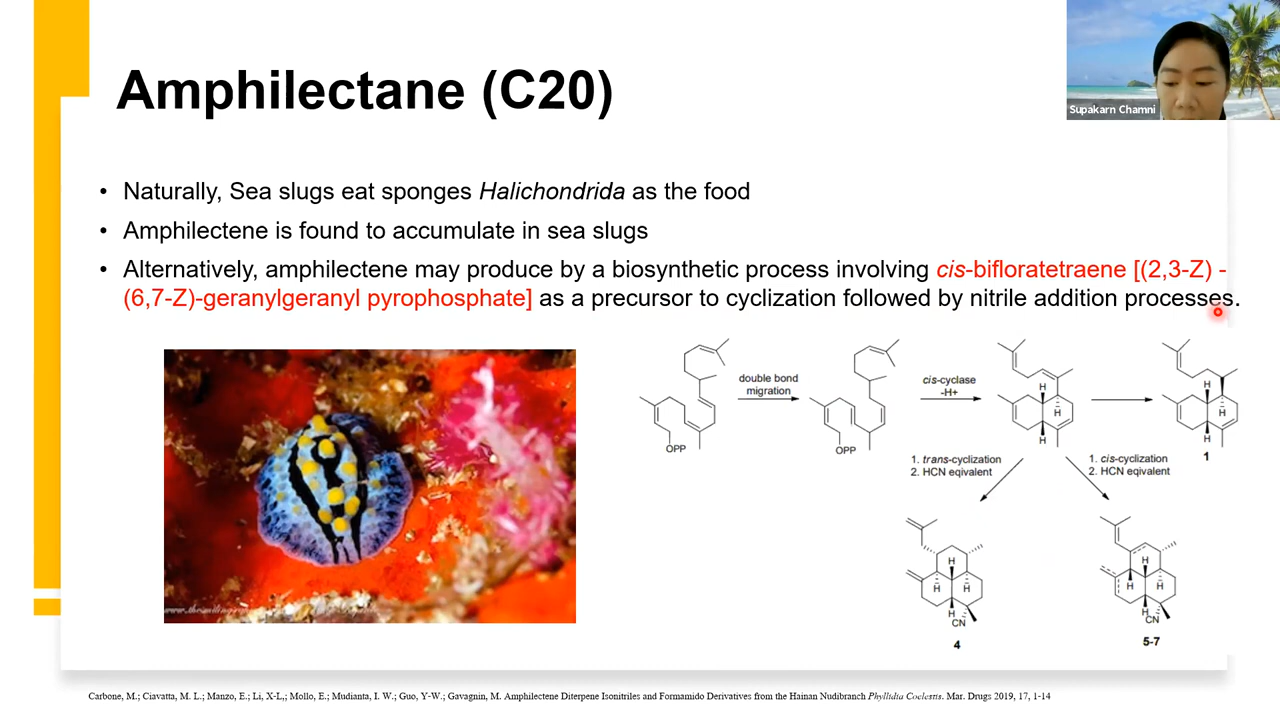 Supakarn Chamni
Amphilectane (C20)
• Naturally, Sea slugs eat sponges Halichondrida as the food
• Amphilectene is found to accumulate in sea slugs
• Alternatively, amphilectene may produce by a biosynthetic process involving cis-bifloratetraene [(2,3-Z) -
(6,7-Z)-geranylgeranyl pyrophosphate] as a precursor to cyclization followed by nitrile addition processes.
double bond
migration
cis-cyclase
-H+
OPP
OPP
H
H
H
H
H
H
1
1. trans-cyclization
2. HCN eqivalent
1. cis-cyclization
2. HCN eqivalent
H
H
H
H
CN
4
H
H
H
H
CN
5-7
Carbone, M.; Ciavatta, M. L.; Manzo, E.; Li, X-L,; Mollo, E.; Mudianta, I. W.; Guo, Y-W.; Gavagnin, M. Amphilectene Diterpene Isonitriles and Formamido Derivatives from the Hainan Nudibranch Phyllidia Coelestis. Mar. Drugs 2019, 17, 1-14